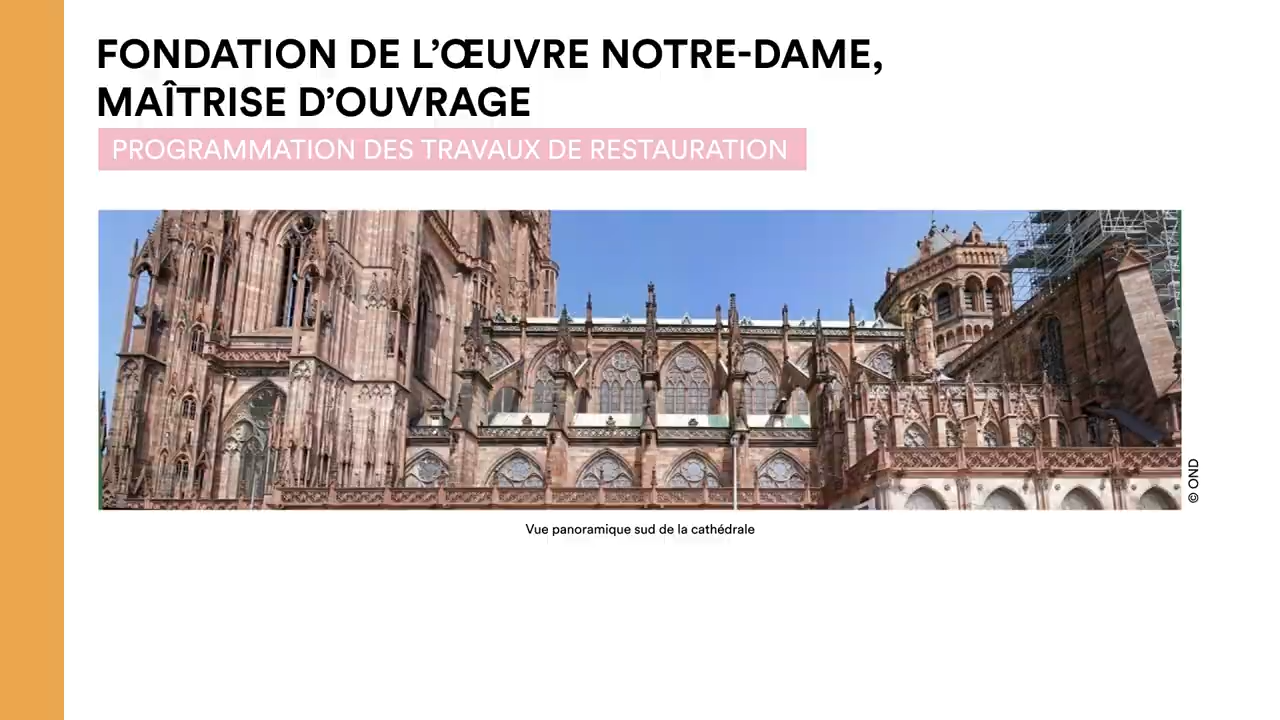 FONDATION DE L’ŒUVRE NOTRE-DAME,
MAÎTRISE D’OUVRAGE
PROGRAMMATION DES TRAVAUX DE RESTAURATION
© OND
Vue panoramique sud de la cathédrale